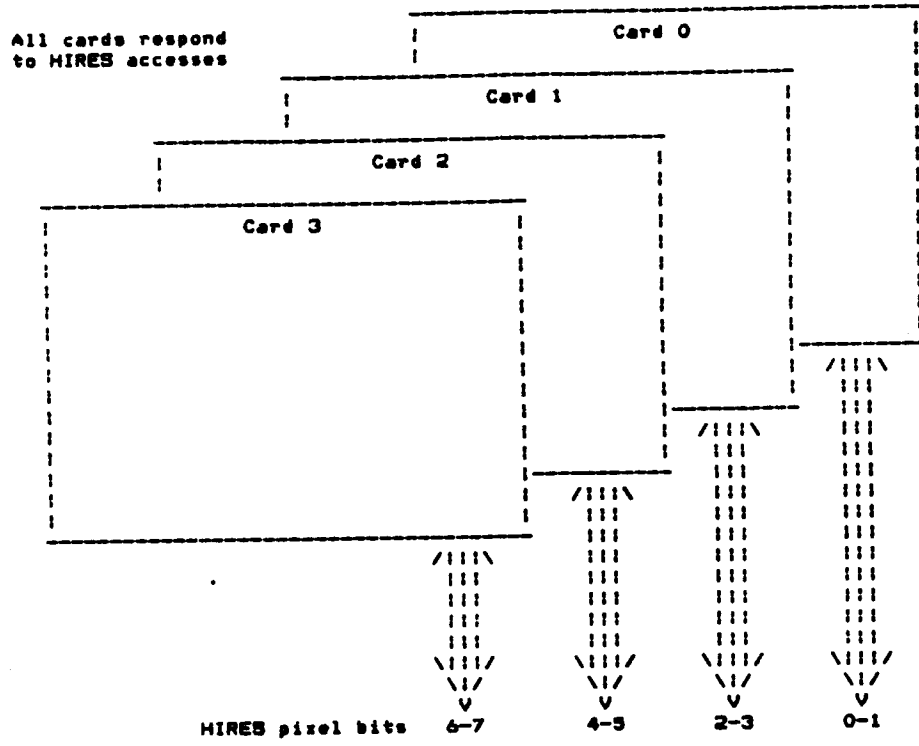 Card 0
All cards respond
to HIRES accesses
Card 1
Card 2
Card 3
HIRES pixel bits 6-7 4-5 2-3 0-1